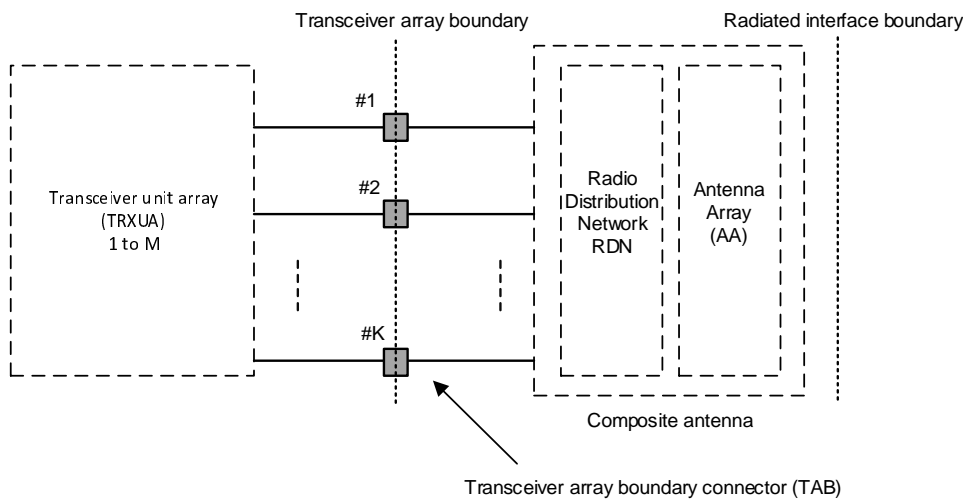 Transceiver array boundary
Radiated interface boundary
#1
#2
#K
Transceiver unit array
(TRXUA)
1 to M
Radio
Distribution
Network
RDN
Antenna
Array
(AA)
Composite antenna
Transceiver array boundary connector (TAB)